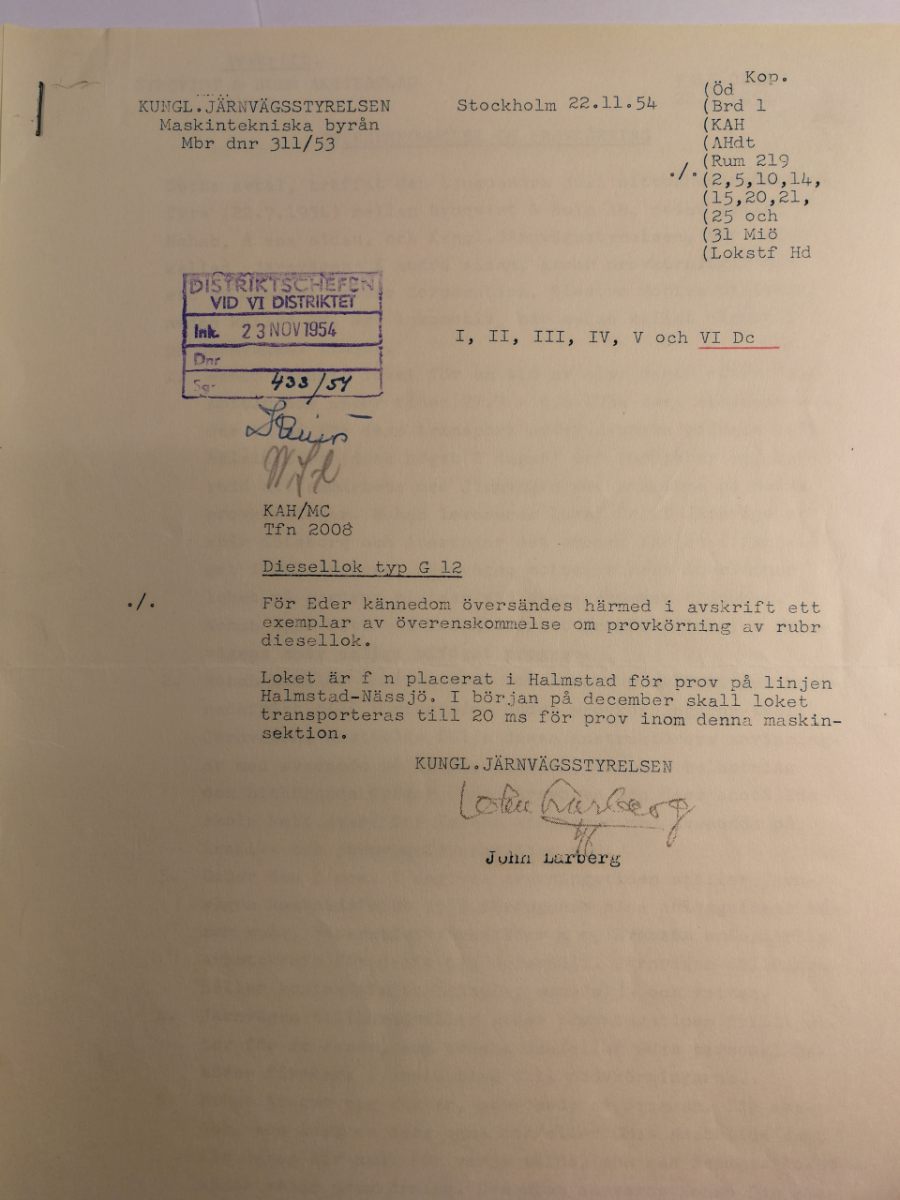 KUNGL. JÄRNVÄGSSTYRELSEN
Maskintekniska byrån
Mbr dnr 311/53
Stockholm 22.11.54
Kop.
(Öd
(Brd 1
(KAH
(AHdt
(Rum 219
./. (2,5,10,14,
(15,20,21,
(25 och
(31 Miö
(Lokstf Hd
DISTRIKTSCHEFEN
VID VI DISTRIKTET
Ink. 23 NOV 1954
Dnr
Sgr 433/54
I, II, III, IV, V och VI Dc
KAH/MC
Tfn 2008
Diesellok typ G 12
./. För Eder kännedom översändes härmed i avskrift ett
exemplar av överenskommelse om provkörning av rubr
diesellok.
Loket är f n placerat i Halmstad för prov på linjen
Halmstad-Nässjö. I början på december skall loket
transporteras till 20 ms för prov inom denna maskin-
sektion.
KUNGL. JÄRNVÄGSSTYRELSEN
John Larberg
John Larberg